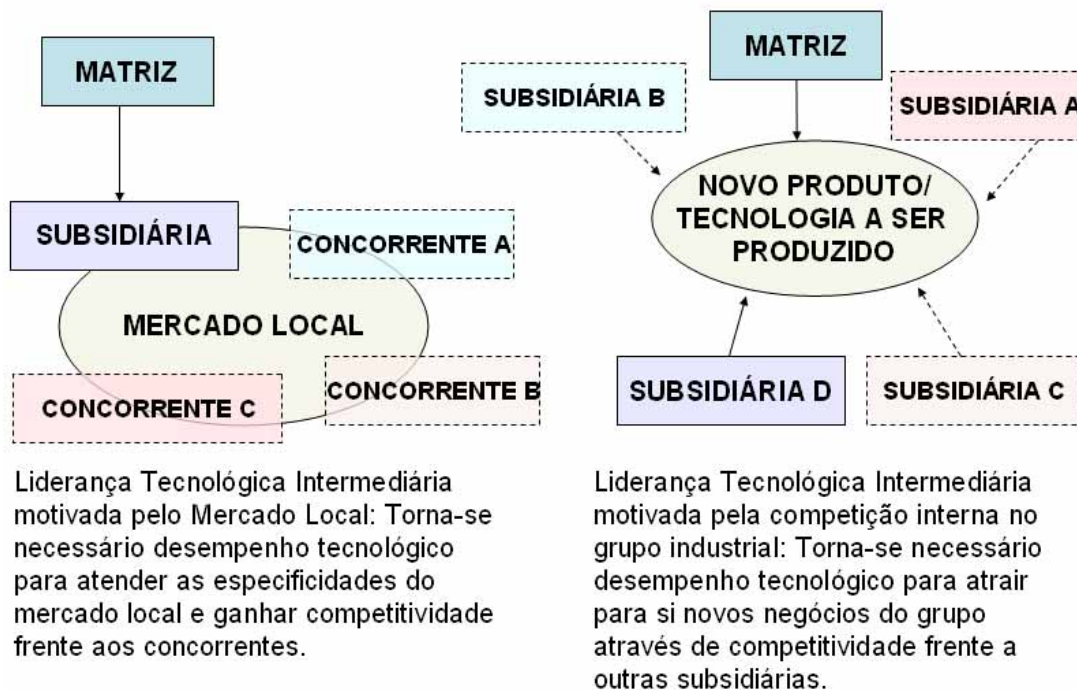 MATRIZ
SUBSIDIÁRIA
CONCORRENTE A
MERCADO LOCAL
CONCORRENTE B
CONCORRENTE C
Liderança Tecnológica Intermediária
motivada pelo Mercado Local: Torna-se
necessário desempenho tecnológico
para atender as especificidades do
mercado local e ganhar competitividade
frente aos concorrentes.
MATRIZ
SUBSIDIÁRIA B
SUBSIDIÁRIA A
NOVO PRODUTO/
TECNOLOGIA A SER
PRODUZIDO
SUBSIDIÁRIA D
SUBSIDIÁRIA C
Liderança Tecnológica Intermediária
motivada pela competição interna no
grupo industrial: Torna-se necessário
desempenho tecnológico para atrair
para si novos negócios do grupo
através de competitividade frente a
outras subsidiárias.